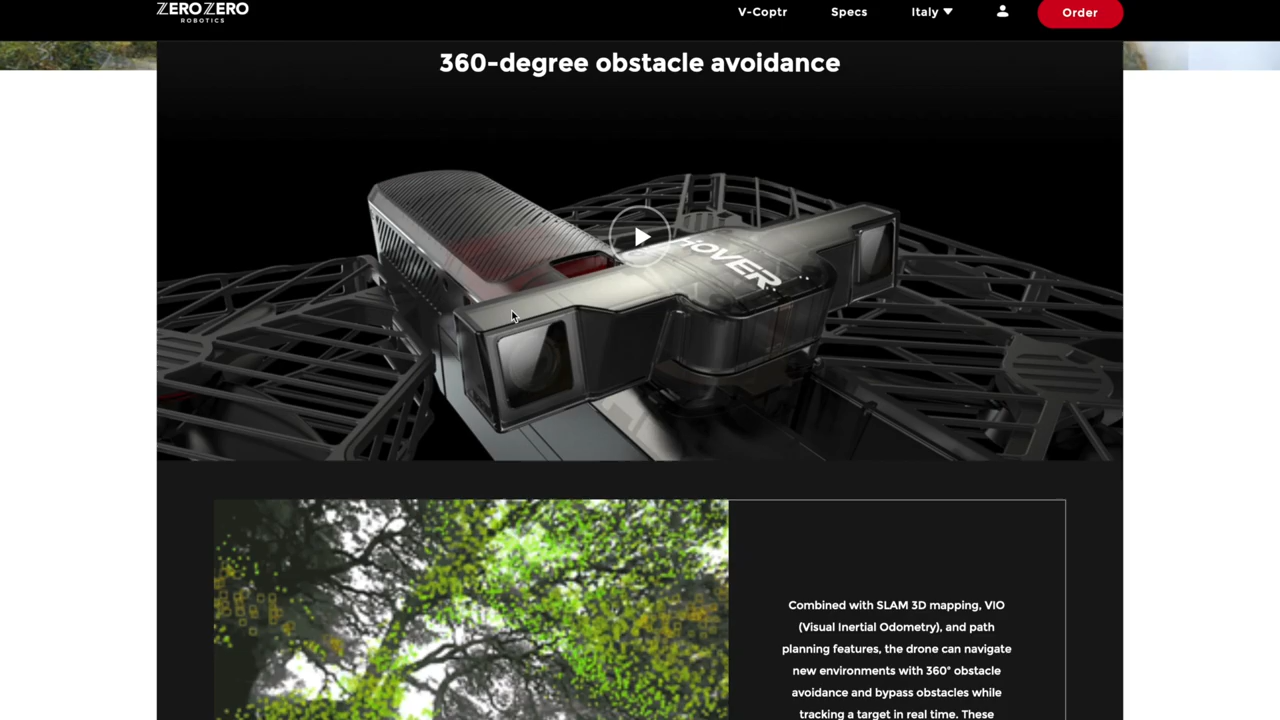 ZERO ZERO
ROBOTICS
V-Coptr
Specs
Italy
Order
360-degree obstacle avoidance
HOVER
Combined with SLAM 3D mapping, VIO
(Visual Inertial Odometry), and path
planning features, the drone can navigate
new environments with 360° obstacle
avoidance and bypass obstacles while
tracking a target in real time. These